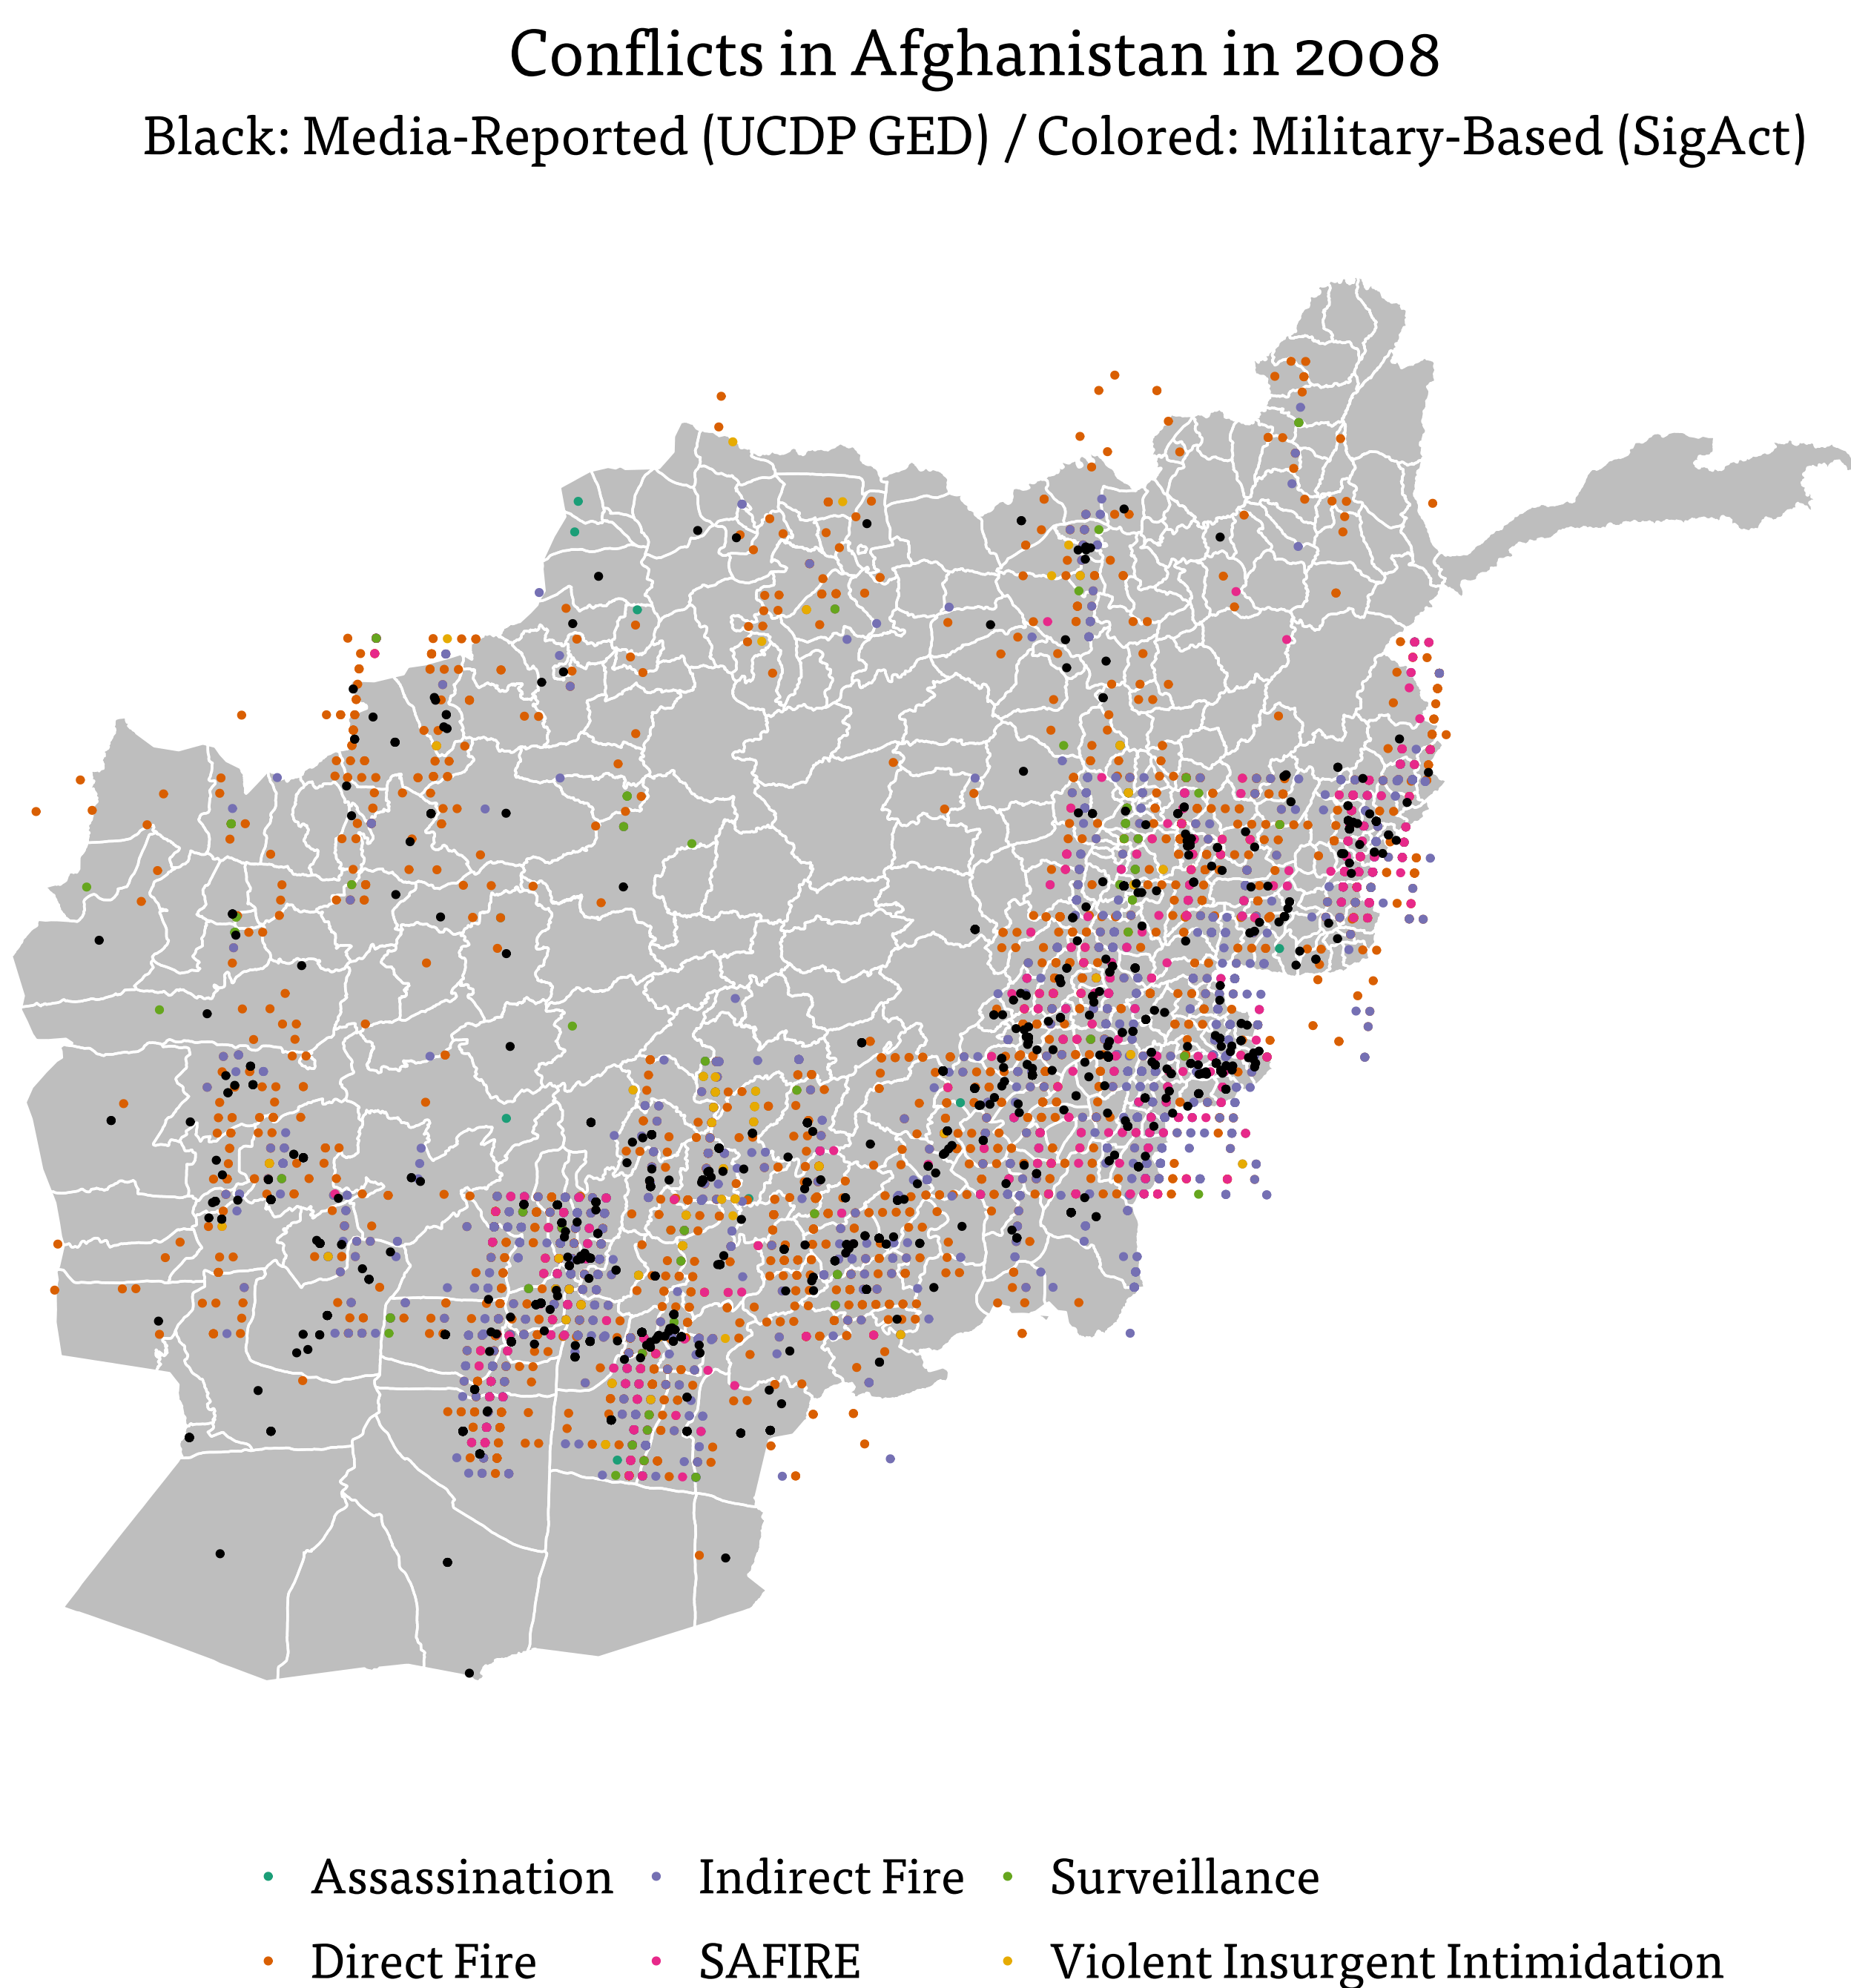 Conflicts in Afghanistan in 2008
Black: Media-Reported (UCDP GED) / Colored: Military-Based (SigAct)
Assassination Indirect Fire Surveillance
Direct Fire SAFIRE Violent Insurgent Intimidation